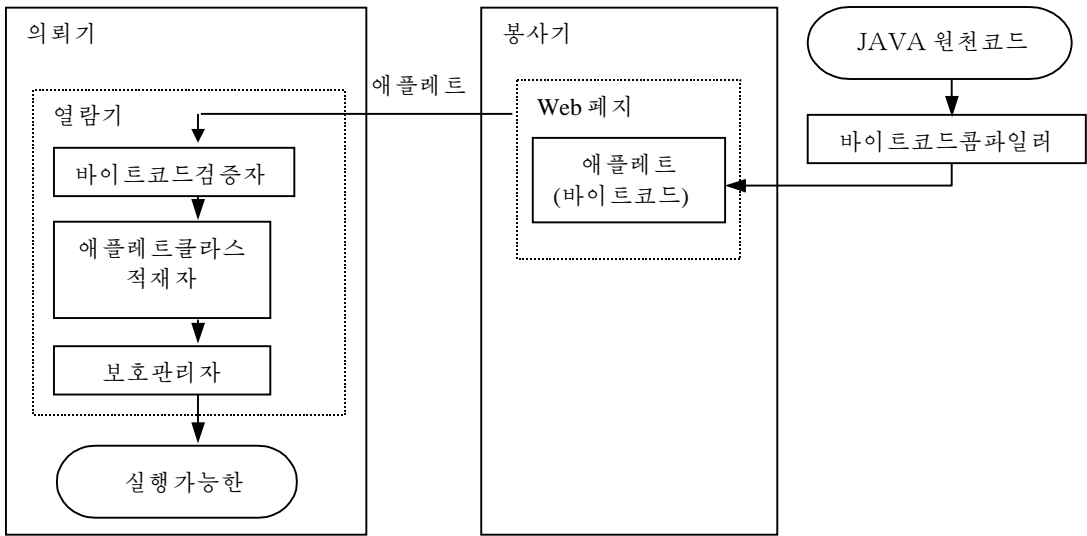 의뢰기
열람기
바이트코드검증자
애플레트클라스
적재자
보호관리자
실행가능한
애플레트
봉사기
Web 페지
애플레트
(바이트코드)
JAVA 원천코드
바이트코드콤파일러